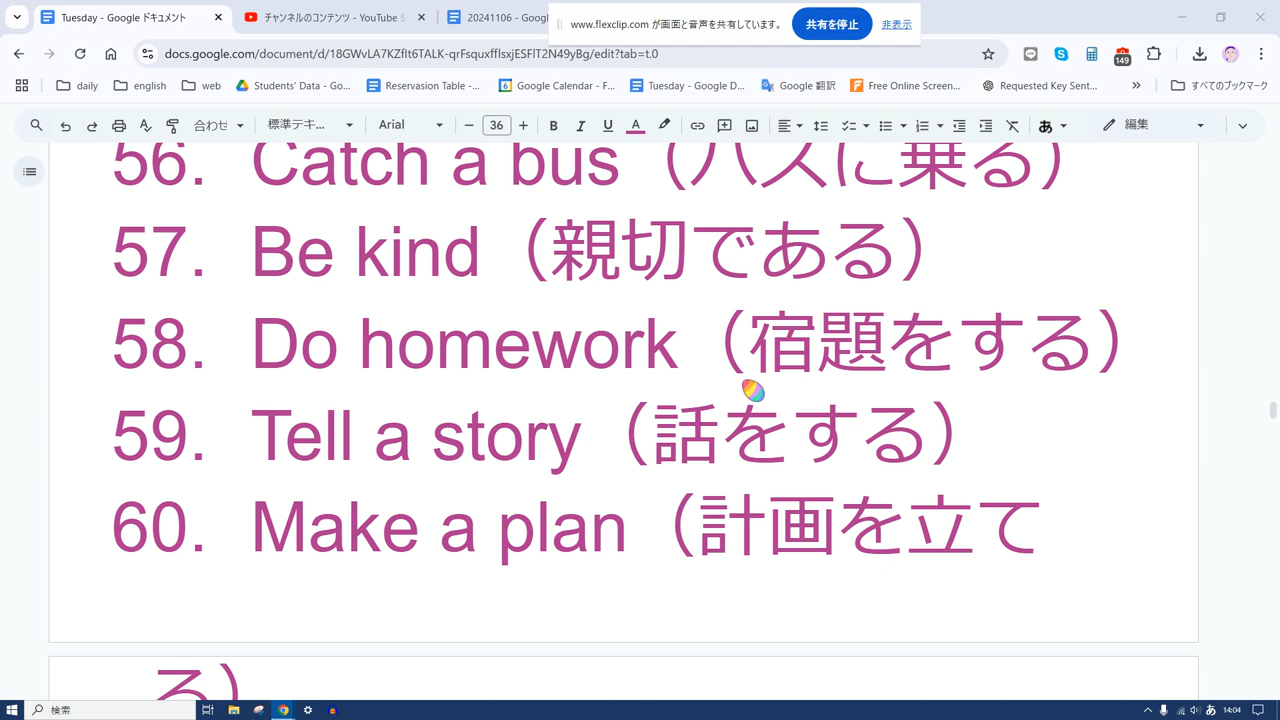 Tuesday - Google ドキュメント
チャンネルのコンテンツ - YouTube S
20241106 - Goog
www.flexclip.com が画面と音声を共有しています。
共有を停止
非表示
docs.google.com/document/d/18GWvLA7KZfIt6TALK-qrFsquxfflsxjESFlT2N49yBg/edit?tab=t.0
149
daily
english
web
Students' Data - Go...
Reservasion Table -...
Google Calendar - F...
Tuesday - Google D...
Google 翻訳
Free Online Screen...
Requested Key Sent...
»
すべてのブックマーク
合わせ
標準テキ...
Arial
36
B
I
U
A
あ
編集
56. Catch a bus（バスに乗る）
57. Be kind（親切である）
58. Do homework（宿題をする）
59. Tell a story（話をする）
60. Make a plan（計画を立て
る）
検索
あ
14:04